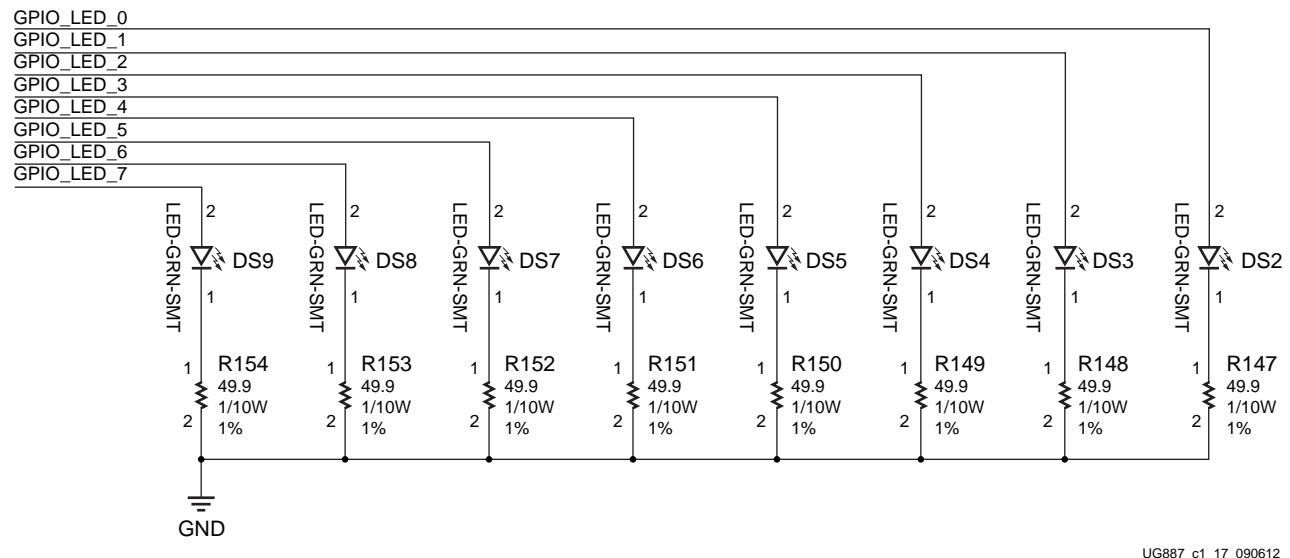 GPIO_LED_0
GPIO_LED_1
GPIO_LED_2
GPIO_LED_3
GPIO_LED_4
GPIO_LED_5
GPIO_LED_6
GPIO_LED_7
2 2 2 2 2 2 2 2
LED-GRN-SMT
LED-GRN-SMT
LED-GRN-SMT
LED-GRN-SMT
LED-GRN-SMT
LED-GRN-SMT
LED-GRN-SMT
LED-GRN-SMT
DS9 DS8 DS7 DS6 DS5 DS4 DS3 DS2
1 1 1 1 1 1 1 1
1 R154 1 R153 1 R152 1 R151 1 R150 1 R149 1 R148 1 R147
49.9 49.9 49.9 49.9 49.9 49.9 49.9 49.9
1/10W 1/10W 1/10W 1/10W 1/10W 1/10W 1/10W 1/10W
2 1% 2 1% 2 1% 2 1% 2 1% 2 1% 2 1% 2 1%
GND
UG887_c1_17_090612